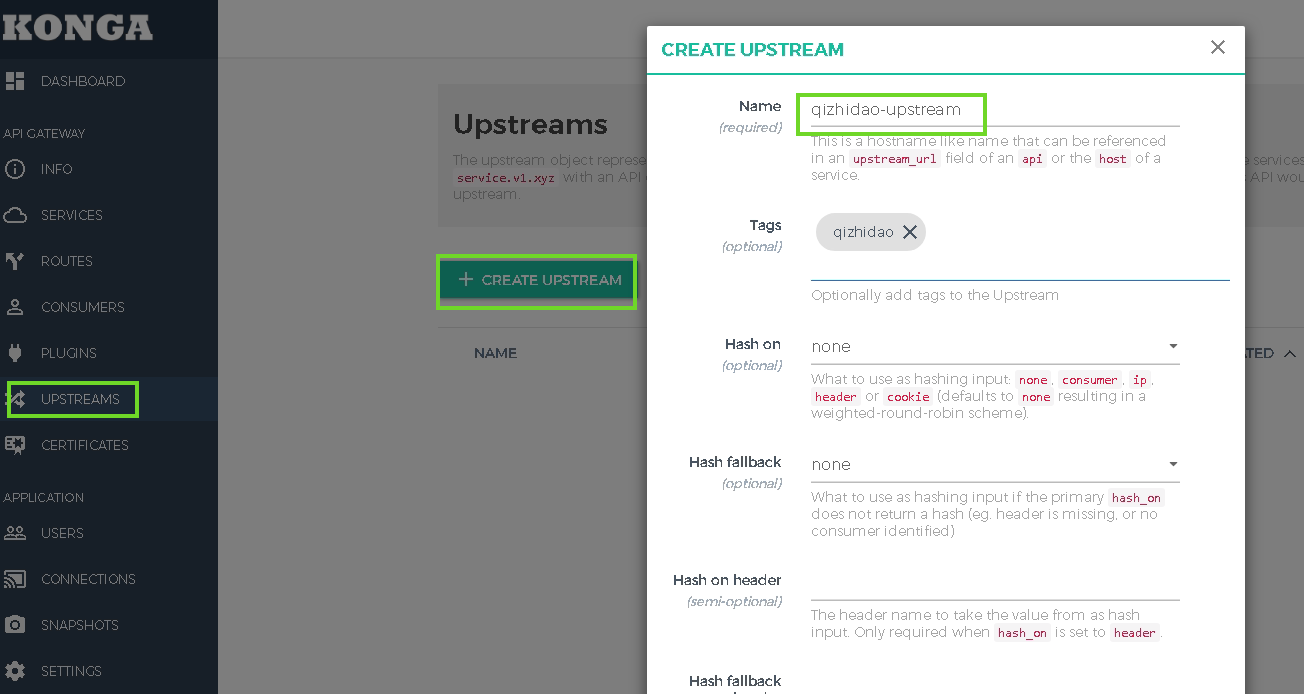 KONGA
DASHBOARD
API GATEWAY
INFO
SERVICES
ROUTES
CONSUMERS
PLUGINS
UPSTREAMS
CERTIFICATES
APPLICATION
USERS
CONNECTIONS
SNAPSHOTS
SETTINGS
Upstreams
The upstream object represe
service.v1.xyz with an API
upstream.
e services
API wou
+ CREATE UPSTREAM
NAME
ATED
CREATE UPSTREAM
Name
(required)
qizhidao-upstream
This is a hostname like name that can be referenced
in an upstream_url field of an api or the host of a
service.
Tags
(optional)
qizhidao
Optionally add tags to the Upstream
Hash on
(optional)
none
What to use as hashing input: none, consumer, ip,
header or cookie (defaults to none resulting in a
weighted-round-robin scheme).
Hash fallback
(optional)
none
What to use as hashing input if the primary hash_on
does not return a hash (eg. header is missing, or no
consumer identified)
Hash on header
(semi-optional)
The header name to take the value from as hash
input. Only required when hash_on is set to header.
Hash fallback